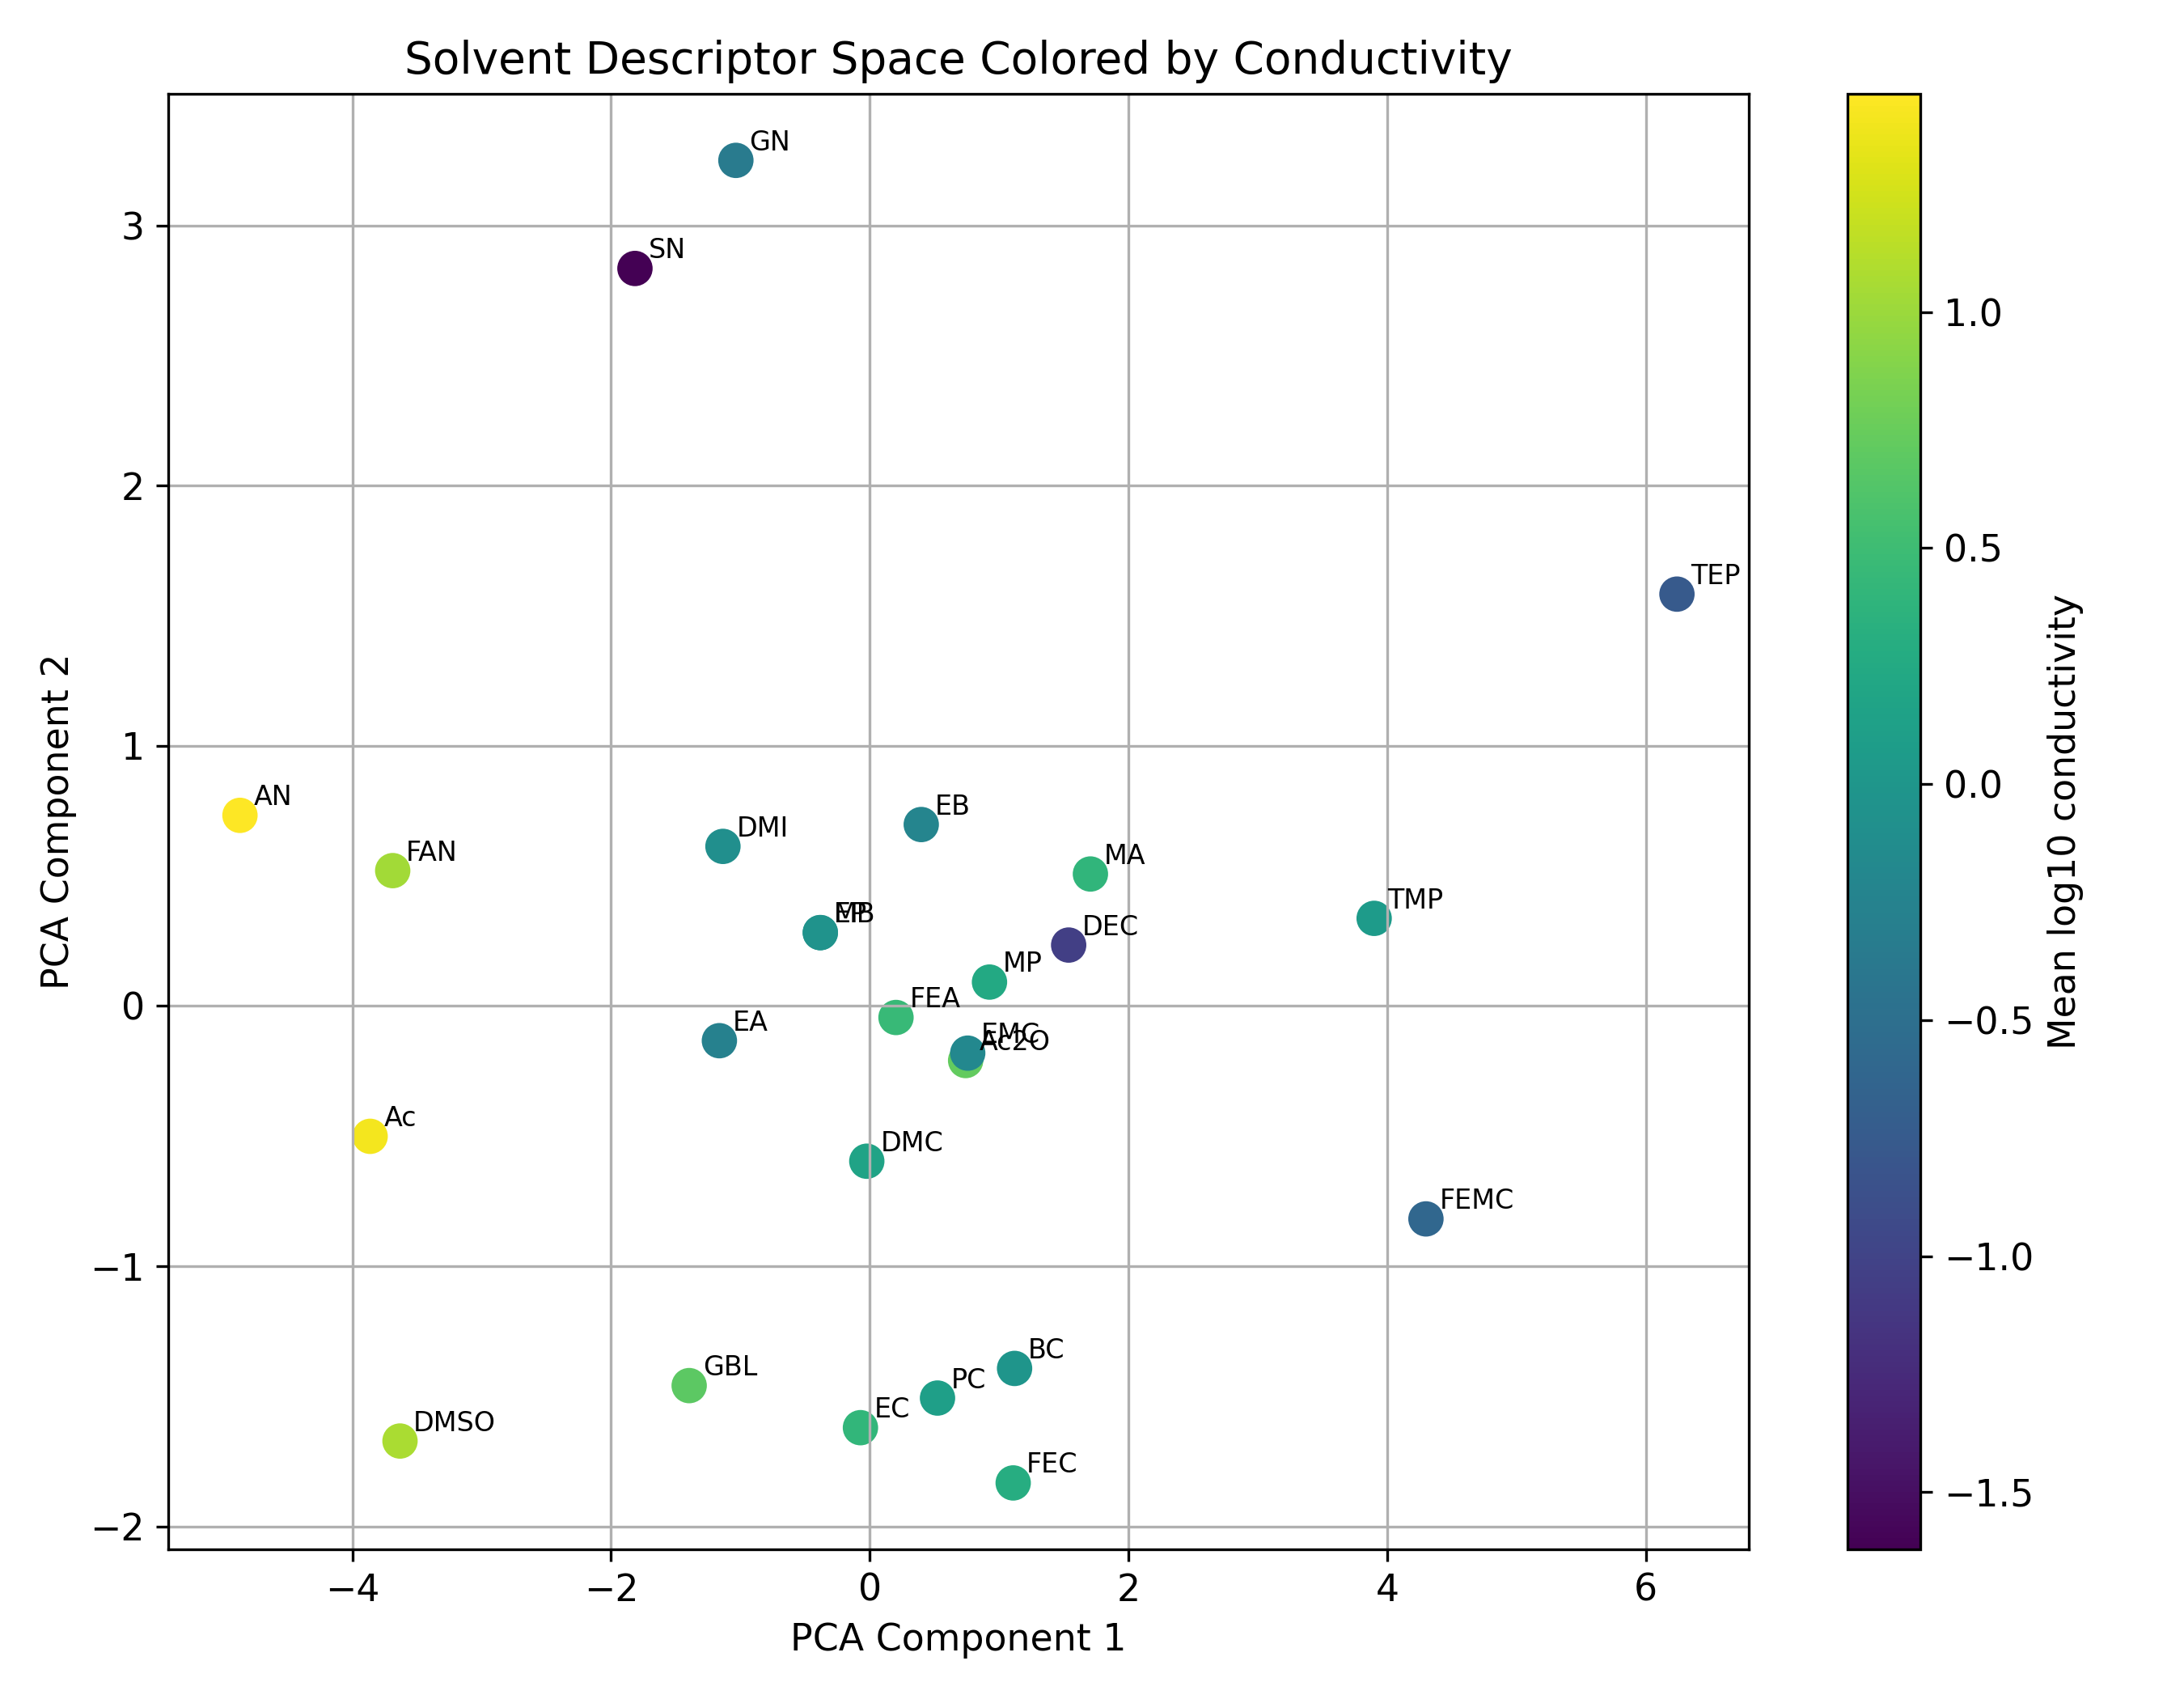 Solvent Descriptor Space Colored by Conductivity
GN
SN
TEP
AN
FAN
DMI
EB
MA
TMP
DEC
MP
FEA
EA
EMC
Ac2O
Ac
DMC
FEMC
GBL
BC
PC
EC
DMSO
FEC
3
2
1
0
−1
−2
PCA Component 2
−4
−2
0
2
4
6
PCA Component 1
1.0
0.5
0.0
−0.5
−1.0
−1.5
Mean log10 conductivity